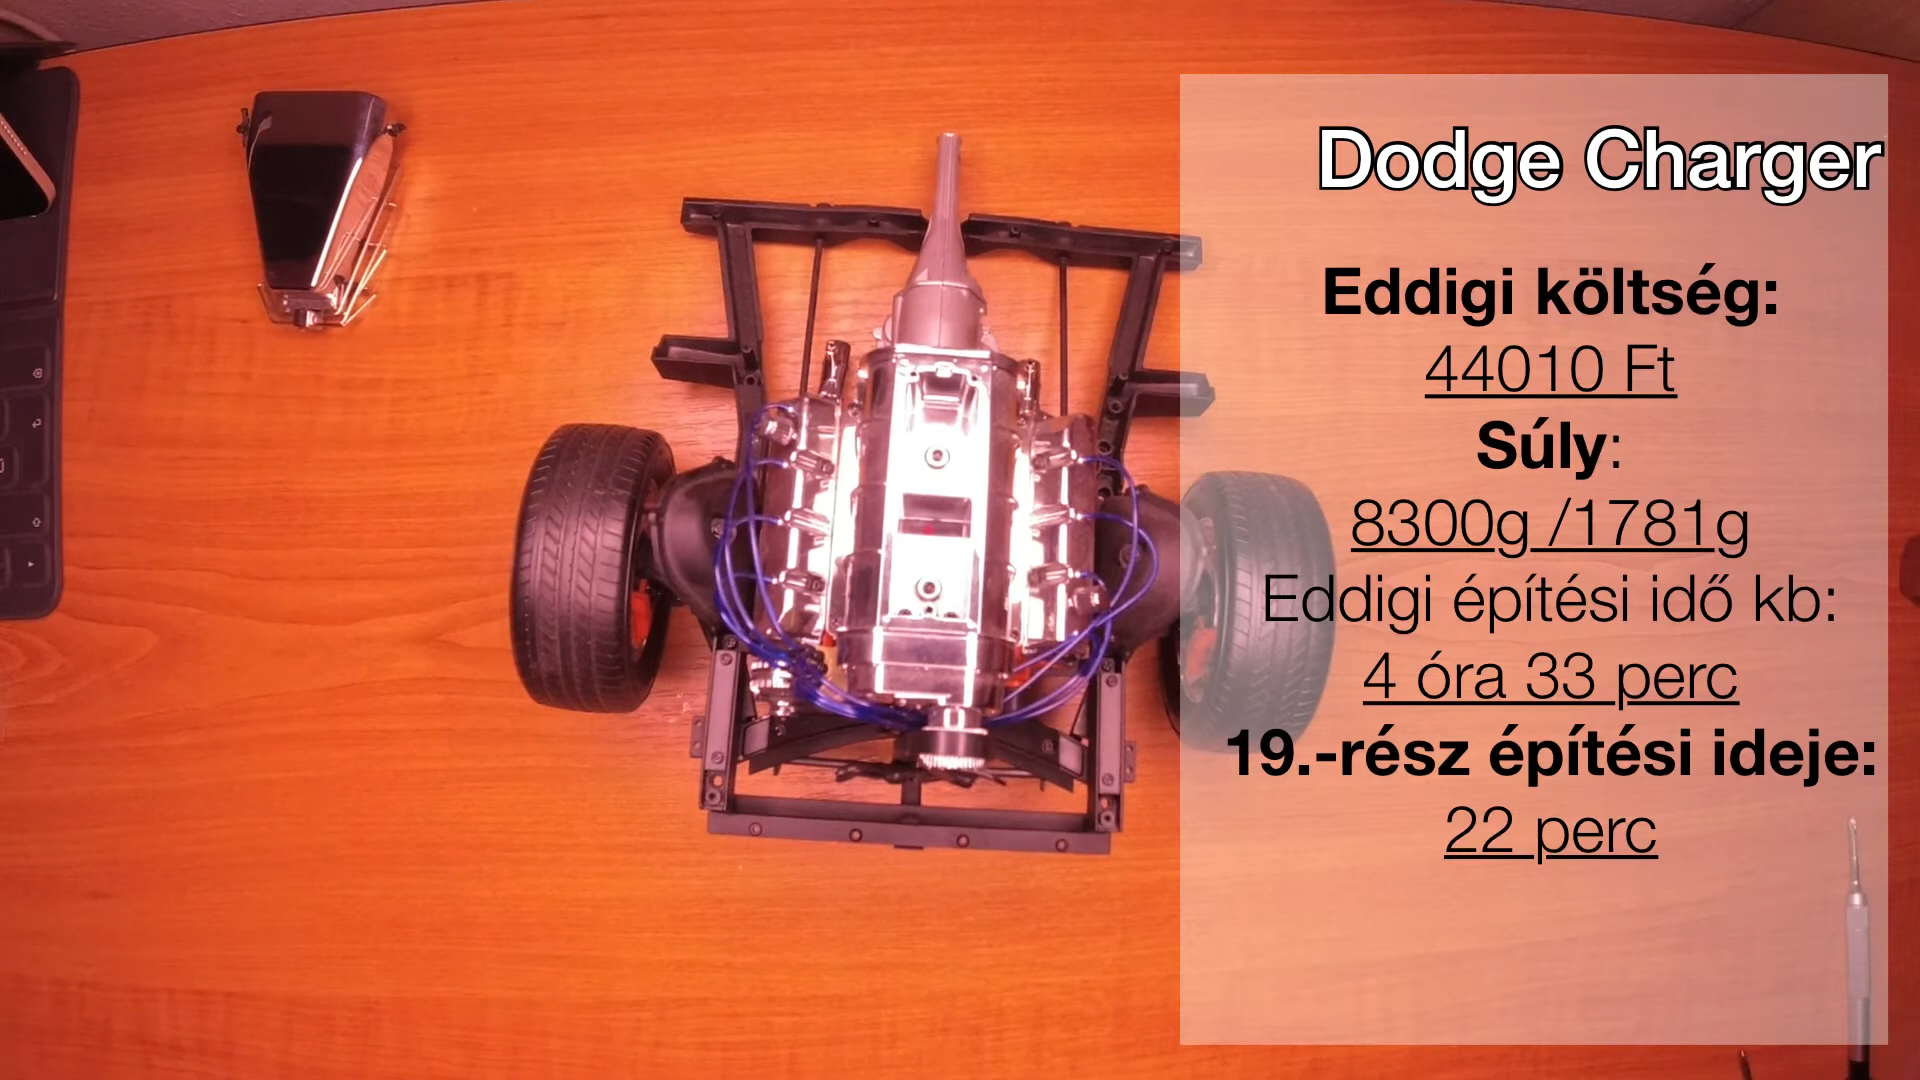 Dodge Charger
Eddigi költség:
44010 Ft
Súly:
8300g /1781g
Eddigi építési idő kb:
4 óra 33 perc
19.-rész építési ideje:
22 perc